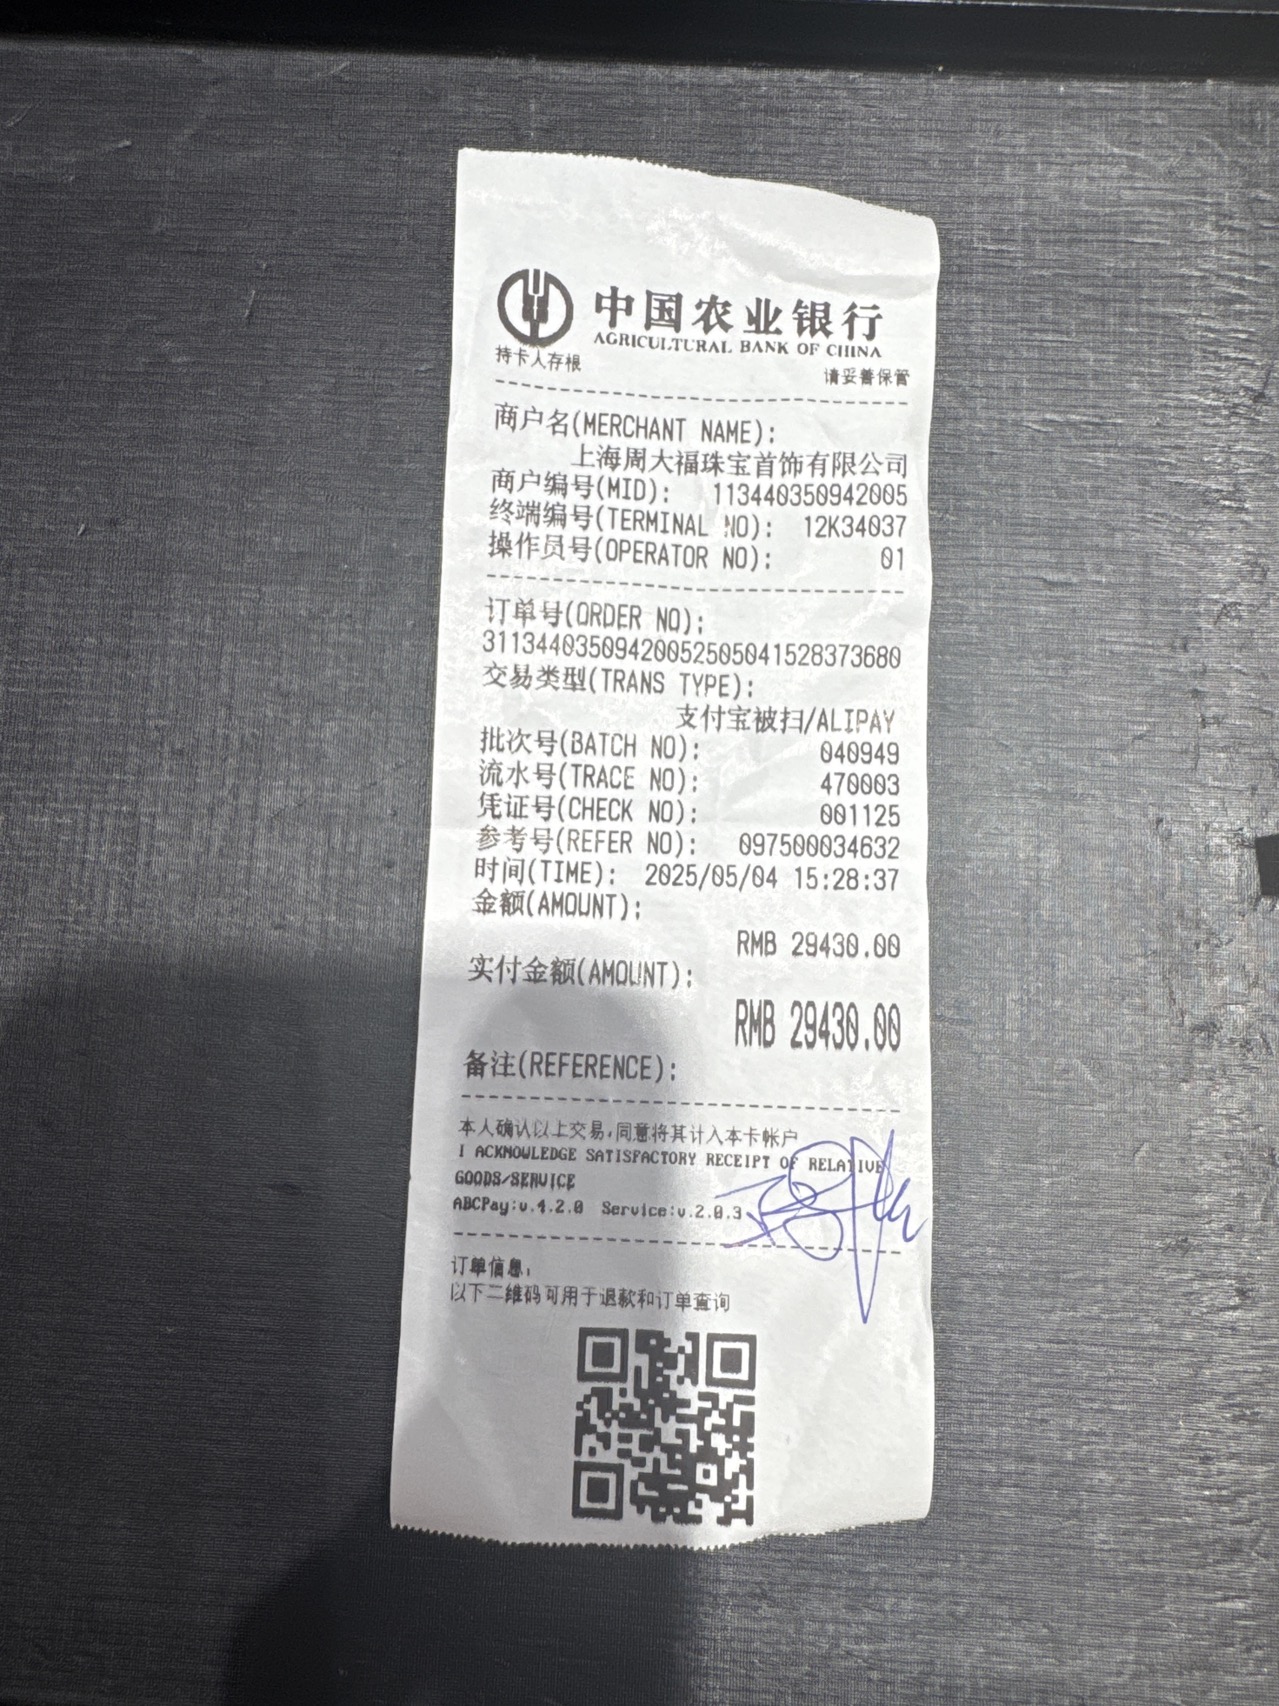 中国农业银行
AGRICULTURAL BANK OF CHINA
持卡人存根
请妥善保管
商户名(MERCHANT NAME):
上海周大福珠宝首饰有限公司
商户编号(MID): 113440350942005
终端编号(TERMINAL NO): 12K34037
操作员号(OPERATOR NO): 01
订单号(ORDER NO):
31134403509420052505041528373680
交易类型(TRANS TYPE):
支付宝被扫/ALIPAY
批次号(BATCH NO): 040949
流水号(TRACE NO): 470003
凭证号(CHECK NO): 001125
参考号(REFER NO): 097500034632
时间(TIME): 2025/05/04 15:28:37
金额(AMOUNT):
RMB 29430.00
实付金额(AMOUNT):
RMB 29430.00
备注(REFERENCE):
本人确认以上交易,同意将其计入本卡帐户
I ACKNOWLEDGE SATISFACTORY RECEIPT OF RELATIVE
GOODS/SERVICE
ABCPay:v.4.2.0 Service:v.2.0.3
订单信息:
以下二维码可用于退款和订单查询